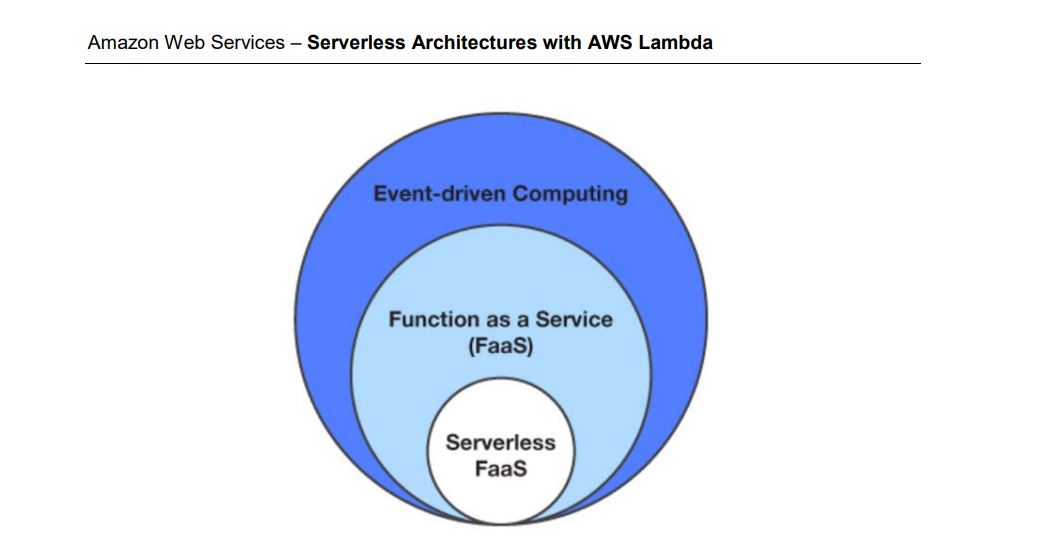 Amazon Web Services – Serverless Architectures with AWS Lambda
Event-driven Computing
Function as a Service
(FaaS)
Serverless
FaaS